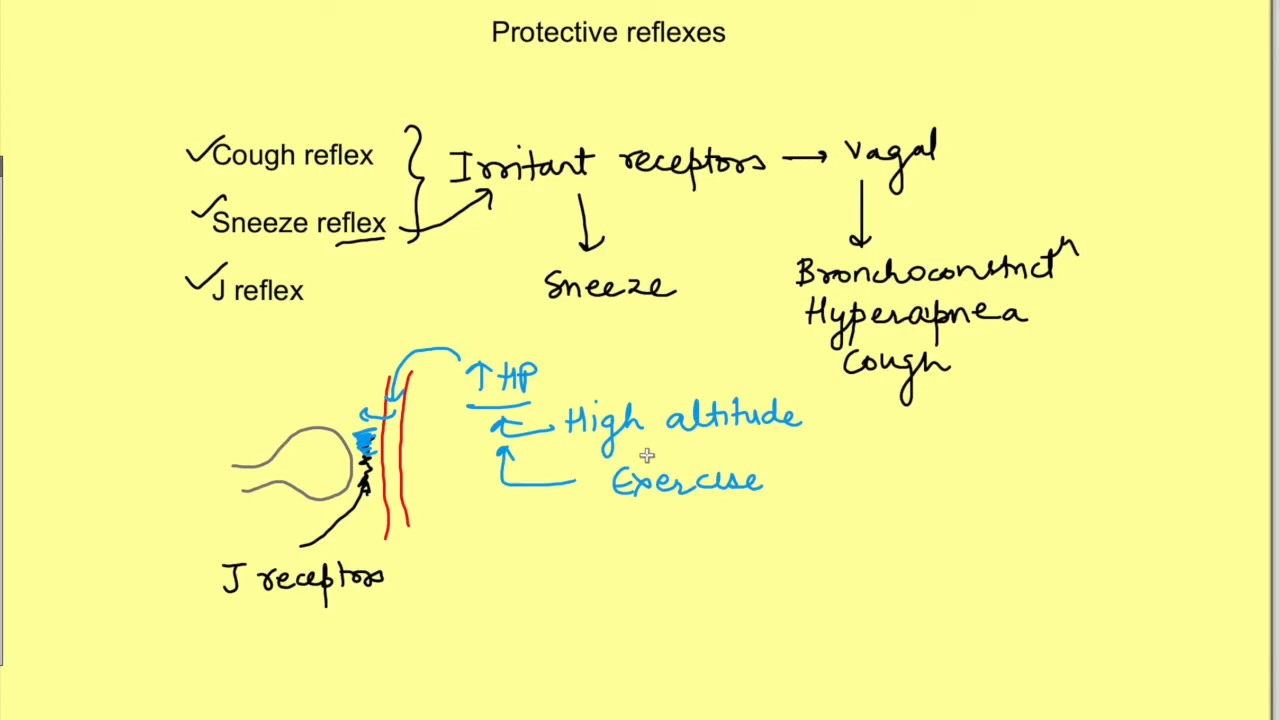 Protective reflexes
Cough reflex
Irritant receptors → vagal
Sneeze reflex
J reflex
Sneeze
Bronchoconstrictn
Hyperapnea
Cough
↑ HP
High altitude
Exercise
J receptors